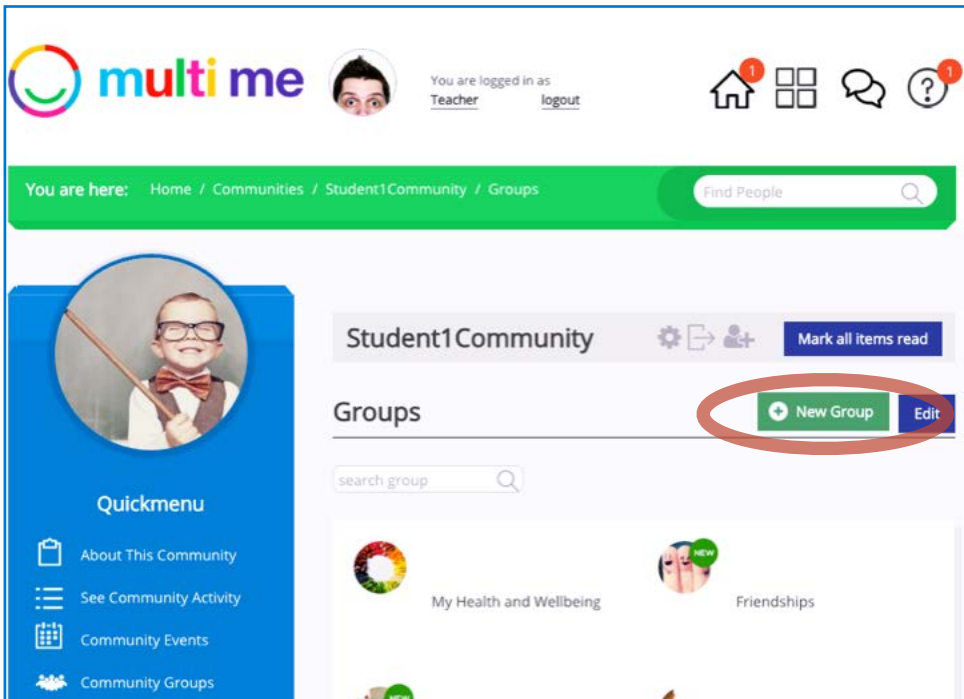 multi me
You are logged in as
Teacher logout
1
?
1
You are here: Home / Communities / Student1Community / Groups
Find People
Student1Community
Mark all items read
Groups
New Group
Edit
search group
Quickmenu
About This Community
See Community Activity
Community Events
Community Groups
My Health and Wellbeing
NEW
Friendships
NEW